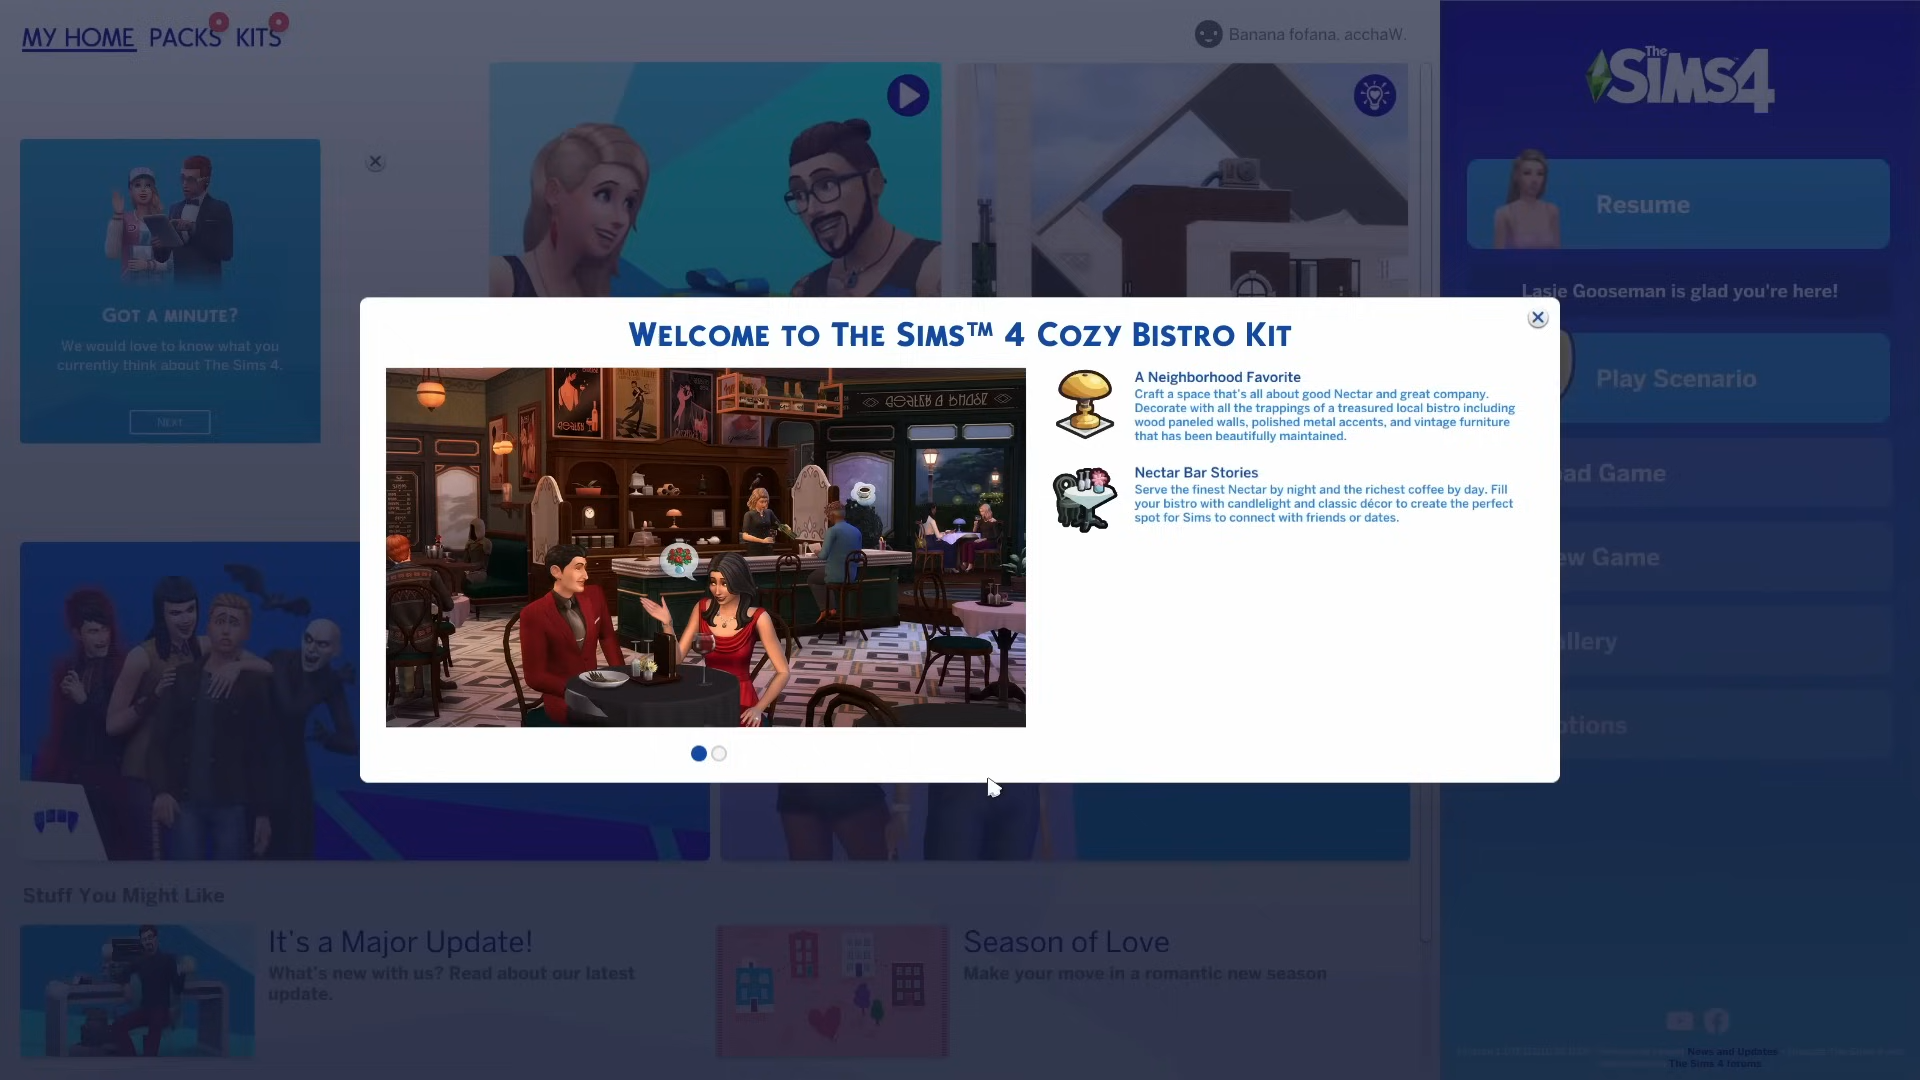 MY HOME PACKS KITS
Banana fofana, acchaW.
The SiMS4
Resume
Lasie Gooseman is glad you're here!
Play Scenario
ad Game
ew Game
allery
ptions
GOT A MINUTE?
We would love to know what you
currently think about The Sims 4.
NEXT
WELCOME TO THE SIMS™ 4 COZY BISTRO KIT
A Neighborhood Favorite
Craft a space that's all about good Nectar and great company.
Decorate with all the trappings of a treasured local bistro including
wood paneled walls, polished metal accents, and vintage furniture
that has been beautifully maintained.
Nectar Bar Stories
Serve the finest Nectar by night and the richest coffee by day. Fill
your bistro with candlelight and classic décor to create the perfect
spot for Sims to connect with friends or dates.
Stuff You Might Like
It's a Major Update!
What's new with us? Read about our latest
update.
Season of Love
Make your move in a romantic new season
News and Updates
The Sims 4 forums